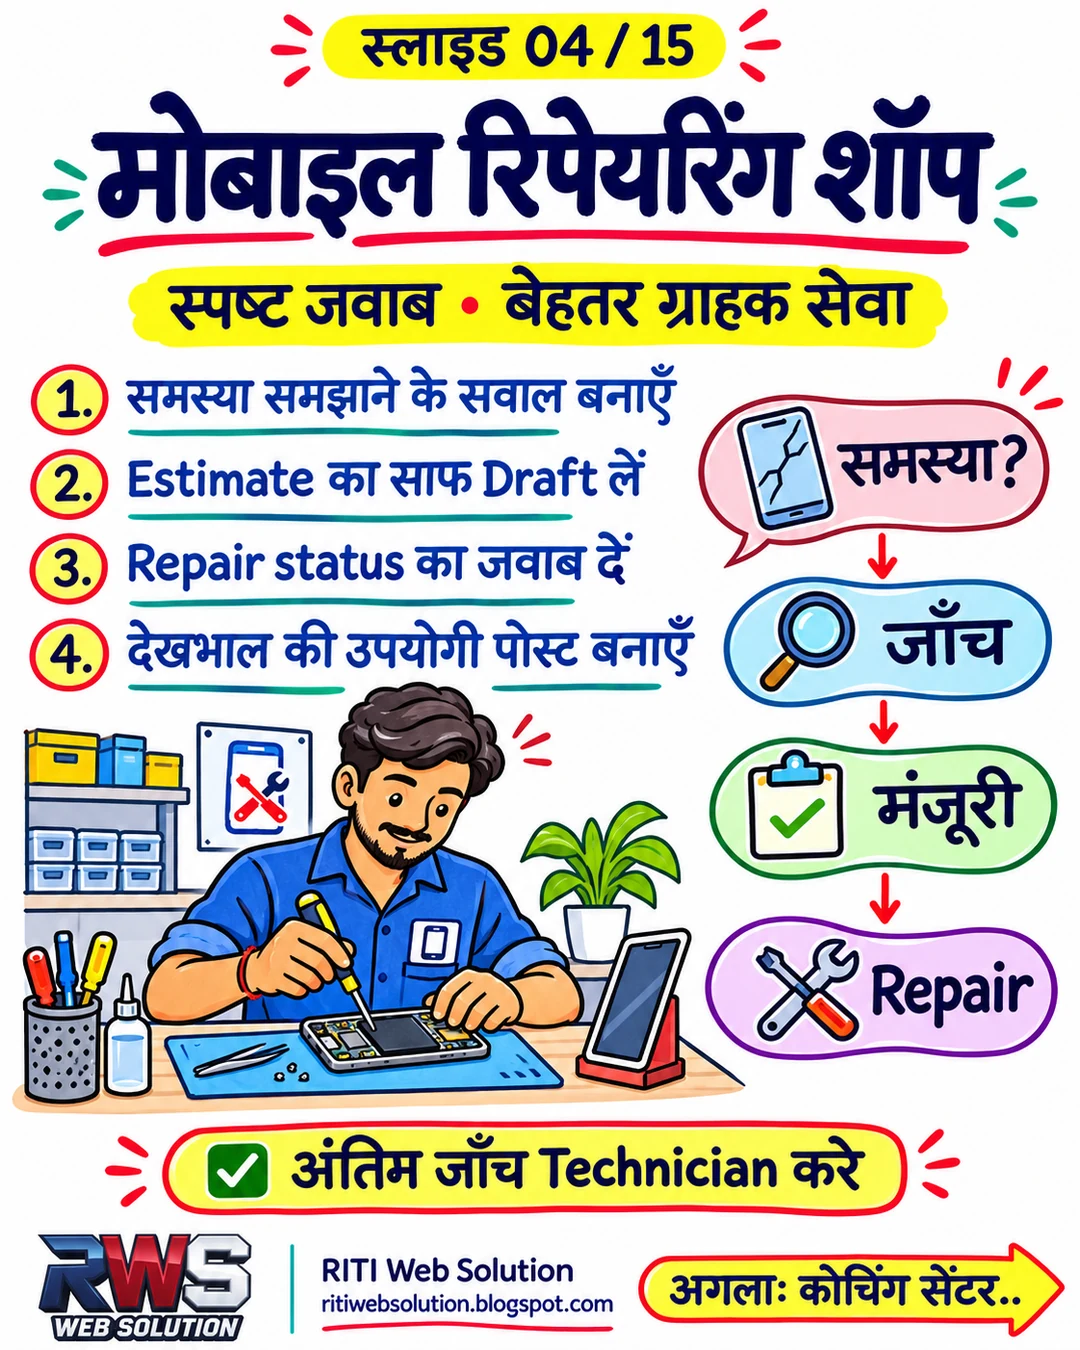 स्लाइड 04 / 15
मोबाइल रिपेयरिंग शॉप
स्पष्ट जवाब • बेहतर ग्राहक सेवा
1. समस्या समझाने के सवाल बनाएँ
2. Estimate का साफ Draft लें
3. Repair status का जवाब दें
4. देखभाल की उपयोगी पोस्ट बनाएँ
समस्या?
जाँच
मंजूरी
Repair
अंतिम जाँच Technician करे
RWS
WEB SOLUTION
RITI Web Solution
ritiwebsolution.blogspot.com
अगला: कोचिंग सेंटर..